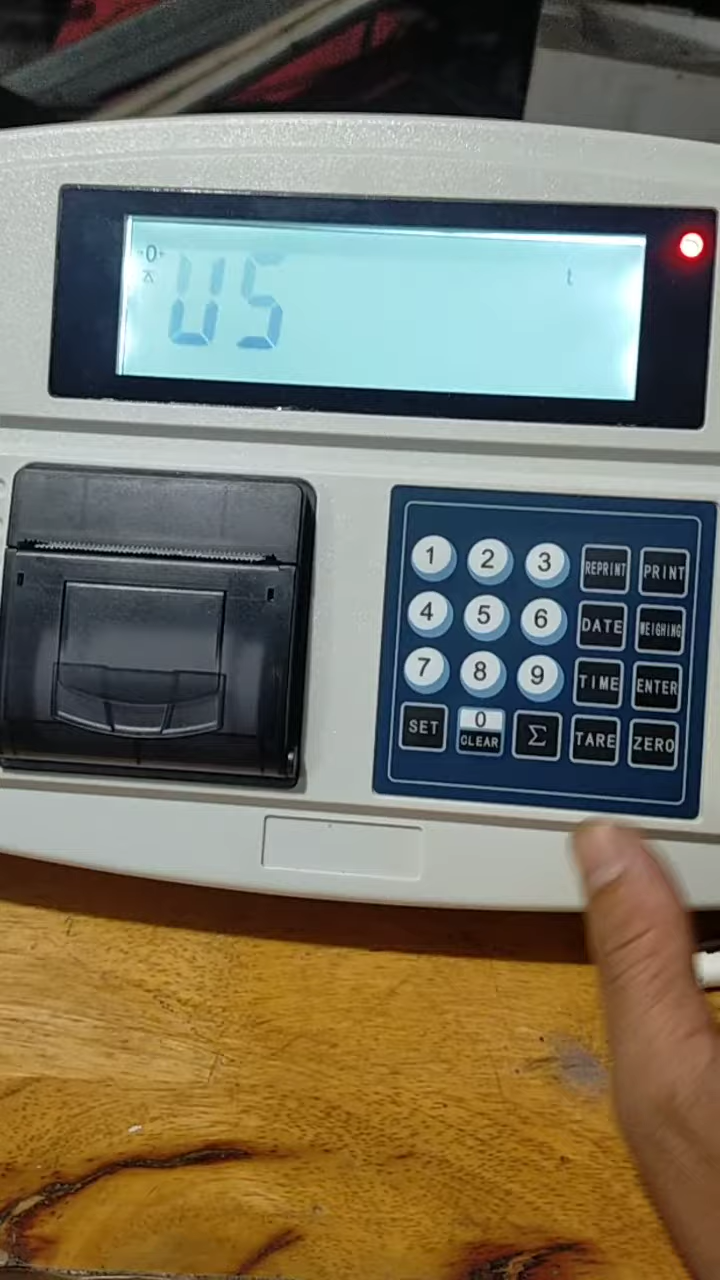 -0-
US
t
1 2 3 REPRINT PRINT
4 5 6 DATE WEIGHING
7 8 9 TIME ENTER
SET 0 CLEAR Σ TARE ZERO